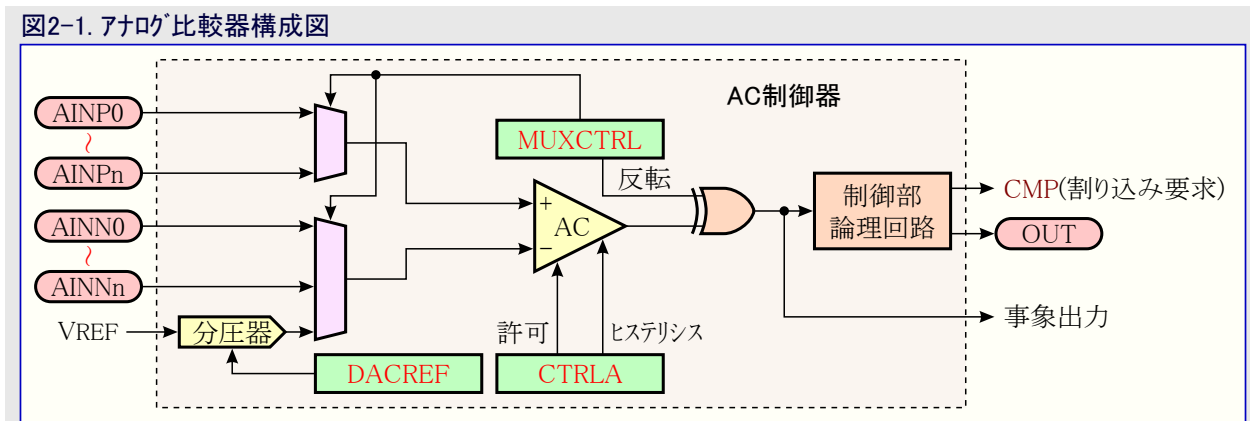 図2-1. アナログ比較器構成図
AC制御器
AINP0
~
AINPn
AINN0
~
AINNn
VREF
分圧器
DACREF
MUXCTRL
反転
+
AC
−
許可
ヒステリシス
CTRLA
制御部
論理回路
CMP(割り込み要求)
OUT
事象出力